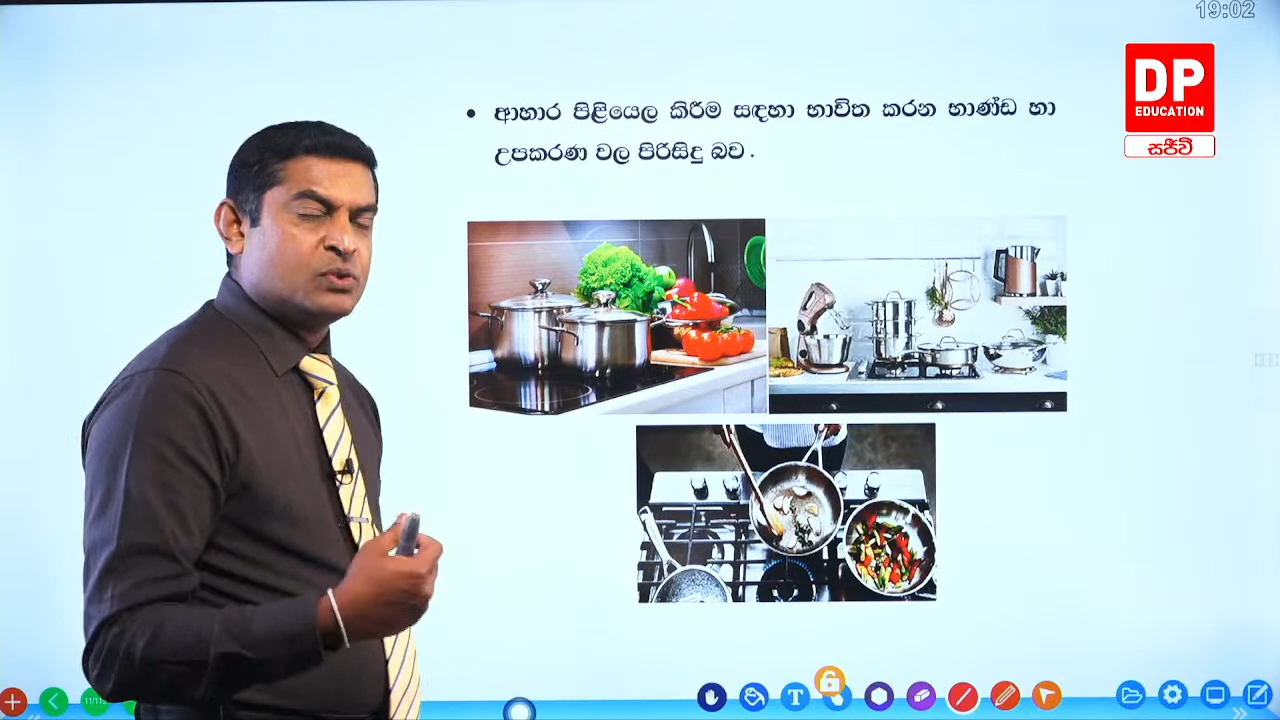 19:02
DP
EDUCATION
සජීවී
• ආහාර පිළියෙල කිරීම සඳහා භාවිත කරන භාණ්ඩ හා
උපකරණ වල පිරිසිදු බව.